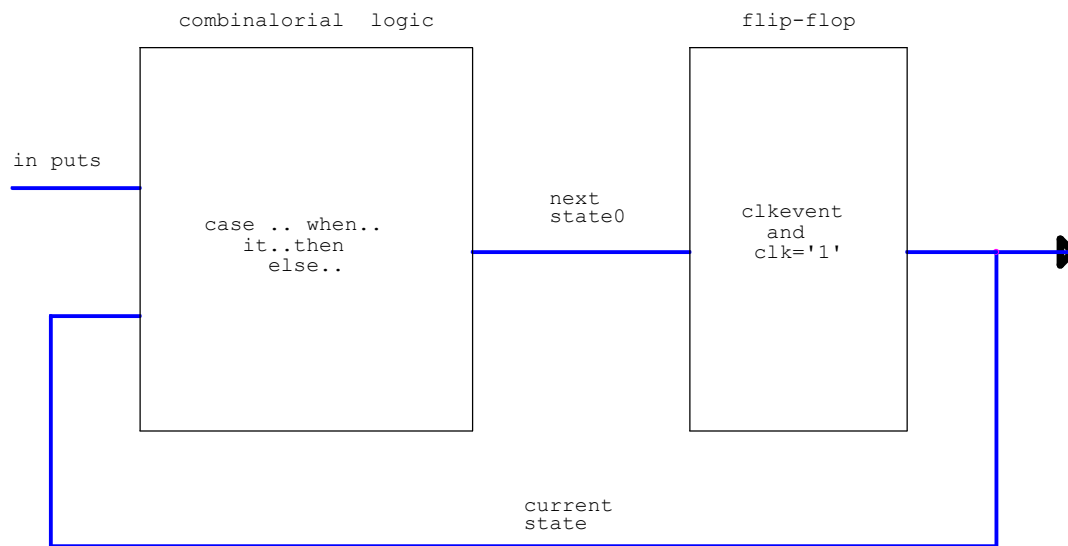 combinalorial logic
flip-flop
in puts
case .. when..
it..then
else..
next
state0
clkevent
and
clk='1'
current
state